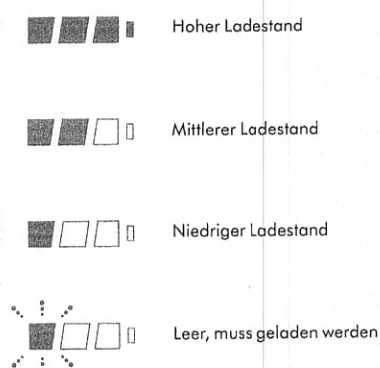 Hoher Ladestand
Mittlerer Ladestand
Niedriger Ladestand
Leer, muss geladen werden